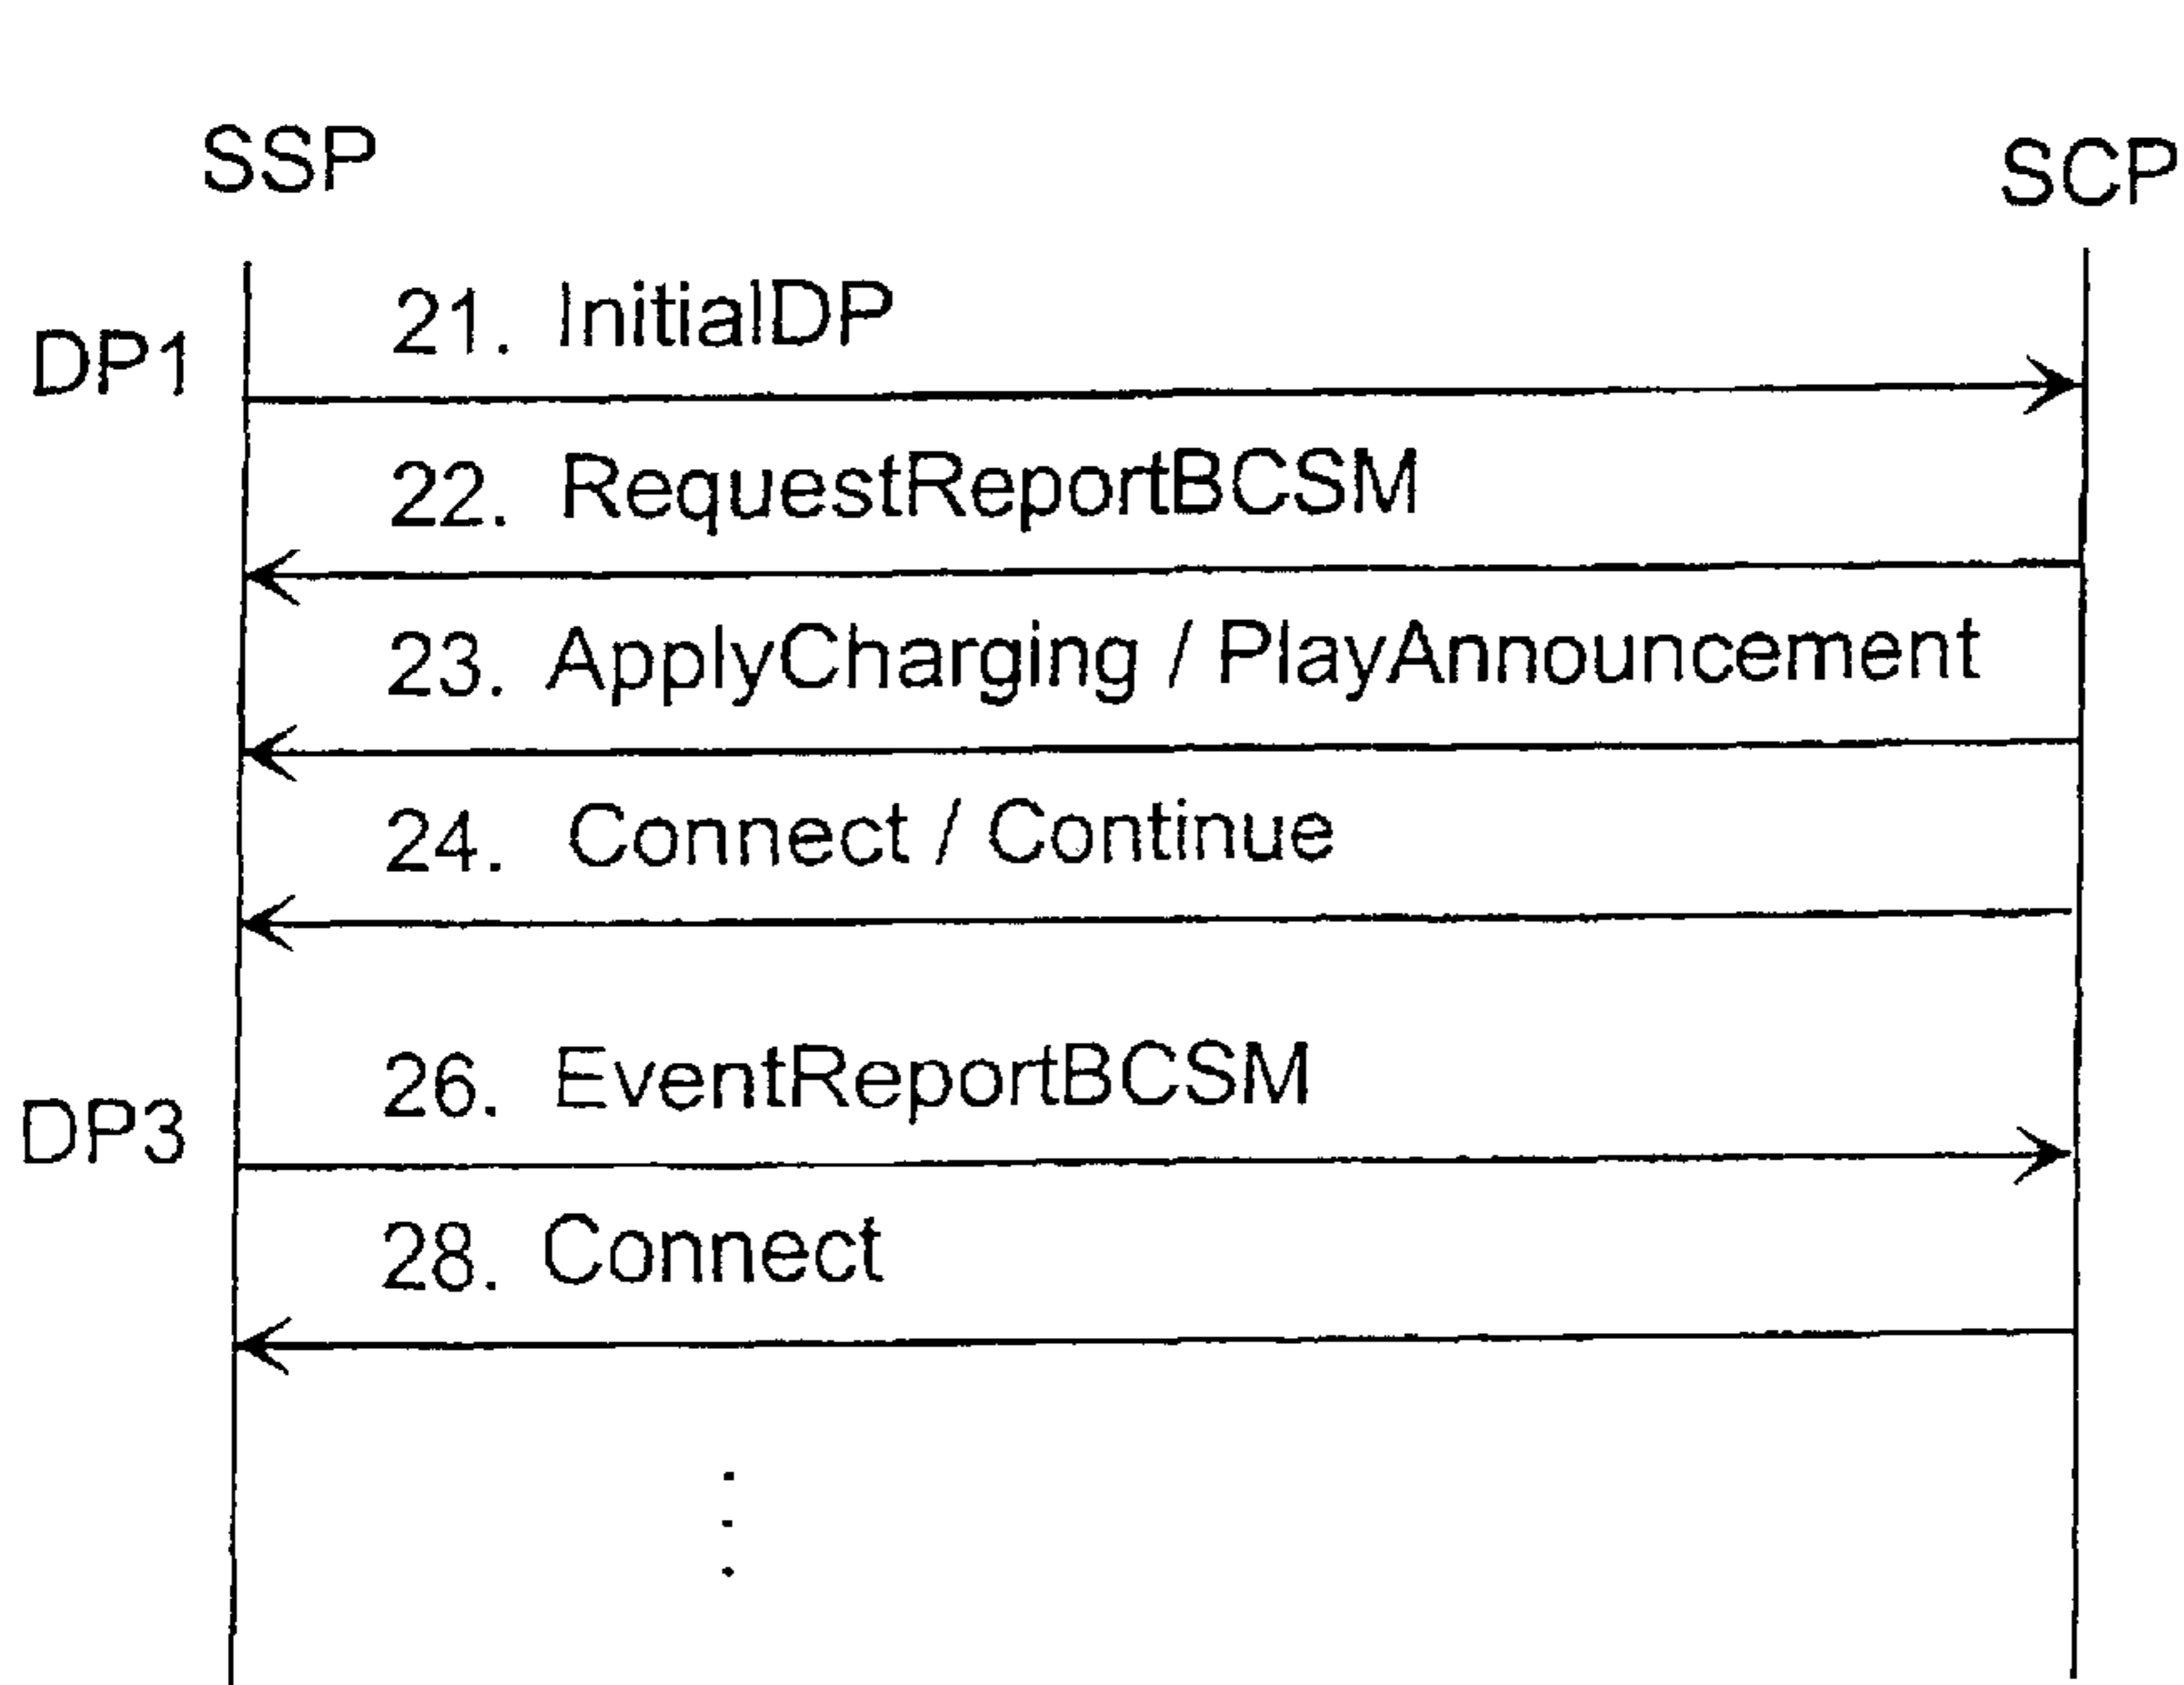 SSP SCP
DP1 21. InitialDP
22. RequestReportBCSM
23. ApplyCharging / PlayAnnouncement
24. Connect / Continue
26. EventReportBCSM
DP3
28. Connect